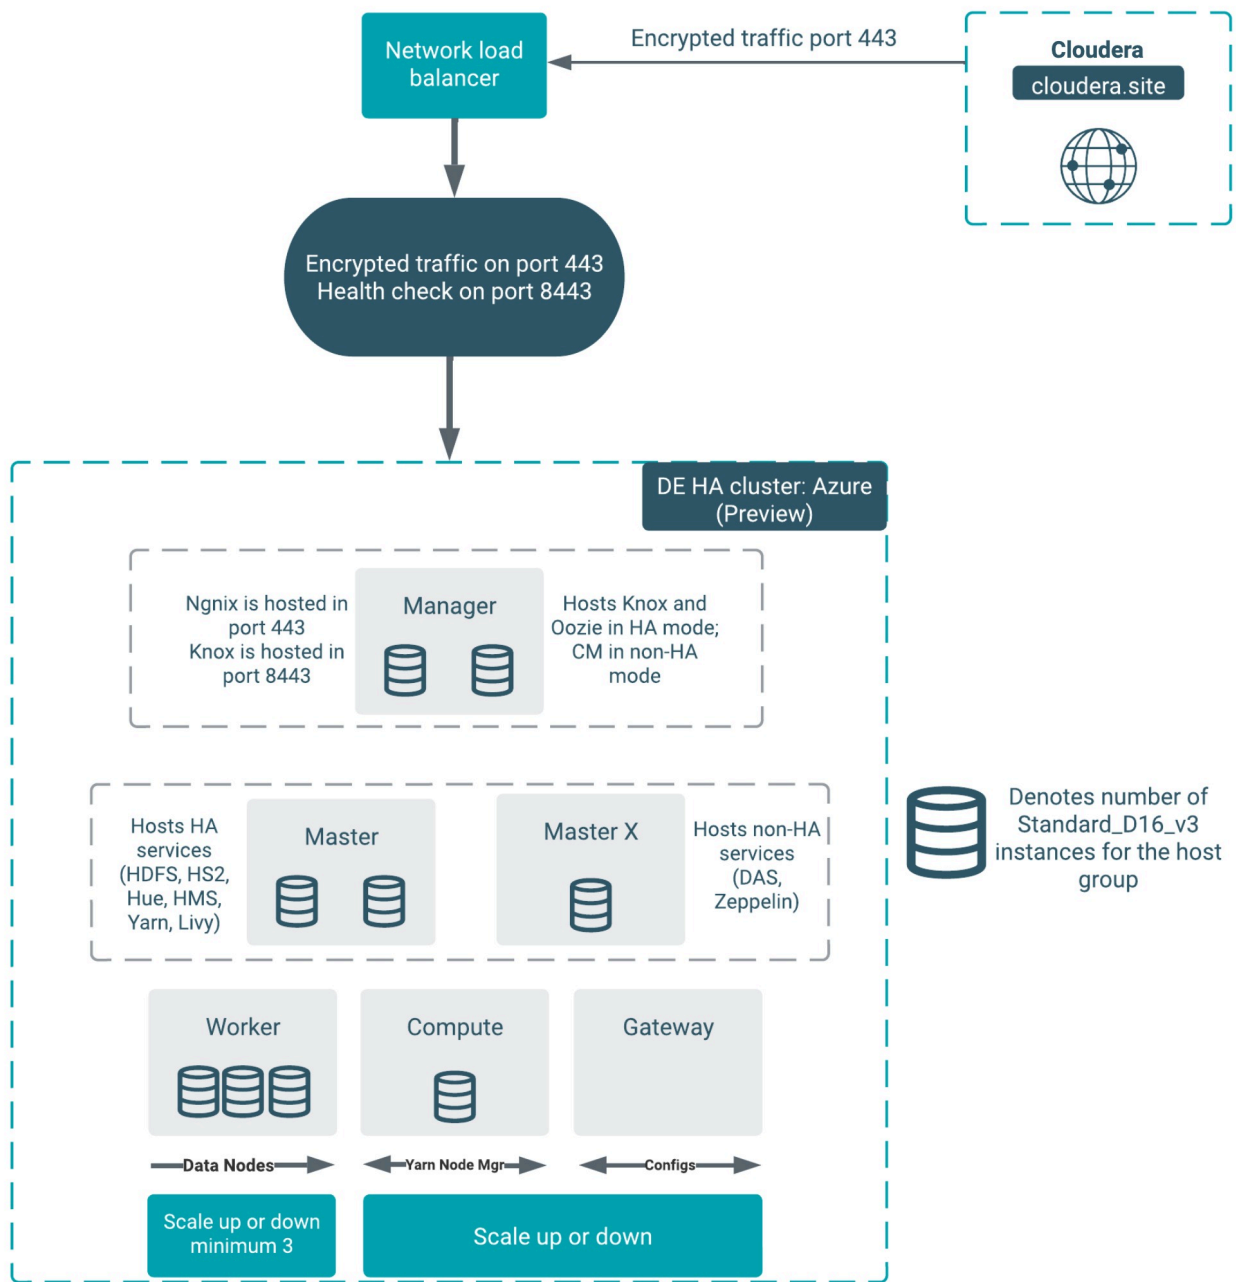 Network load
balancer
Encrypted traffic port 443
Cloudera
cloudera.site
Encrypted traffic on port 443
Health check on port 8443
DE HA cluster: Azure
(Preview)
Ngnix is hosted in
port 443
Knox is hosted in
port 8443
Manager
Hosts Knox and
Oozie in HA mode;
CM in non-HA
mode
Hosts HA
services
(HDFS, HS2,
Hue, HMS,
Yarn, Livy)
Master
Master X
Hosts non-HA
services
(DAS,
Zeppelin)
Denotes number of
Standard_D16_v3
instances for the host
group
Worker
Compute
Gateway
Data Nodes
Yarn Node Mgr
Configs
Scale up or down
minimum 3
Scale up or down